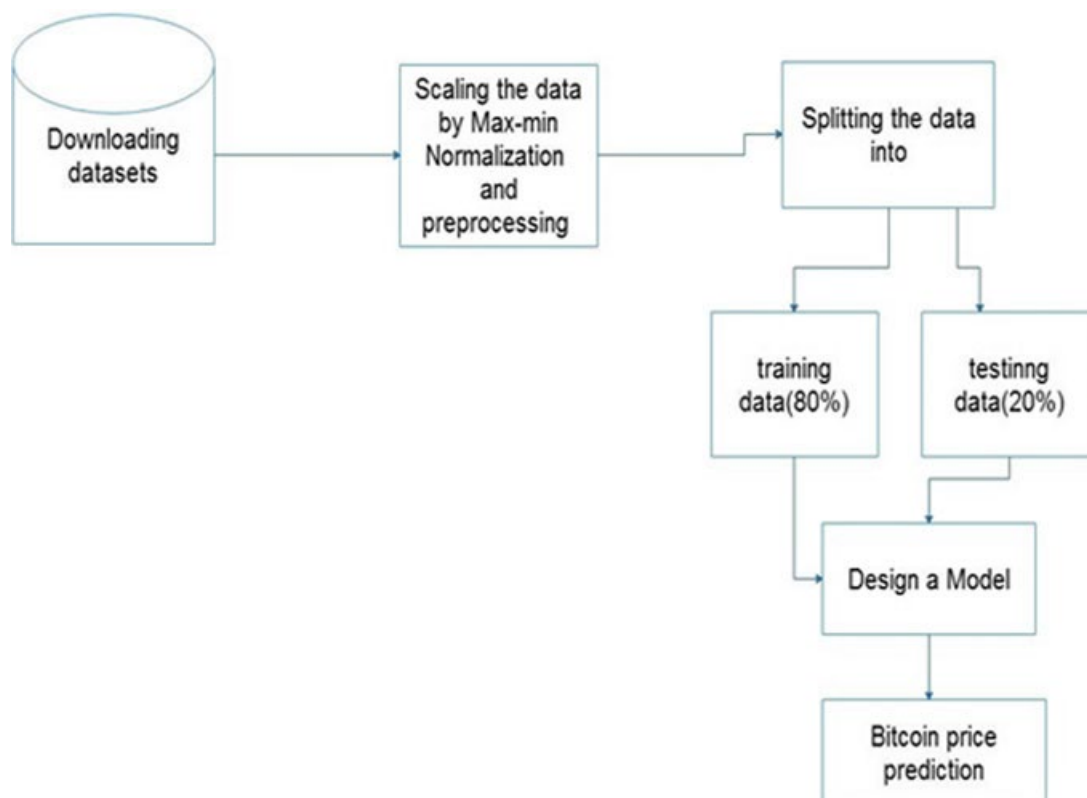 Downloading
datasets
Scaling the data
by Max-min
Normalization
and
preprocessing
Splitting the data
into
training
data(80%)
testinng
data(20%)
Design a Model
Bitcoin price
prediction